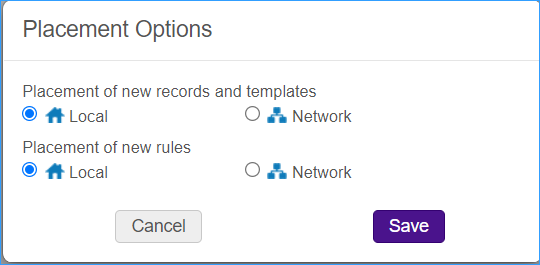 Placement Options
Placement of new records and templates
Local Network
Placement of new rules
Local Network
Cancel Save